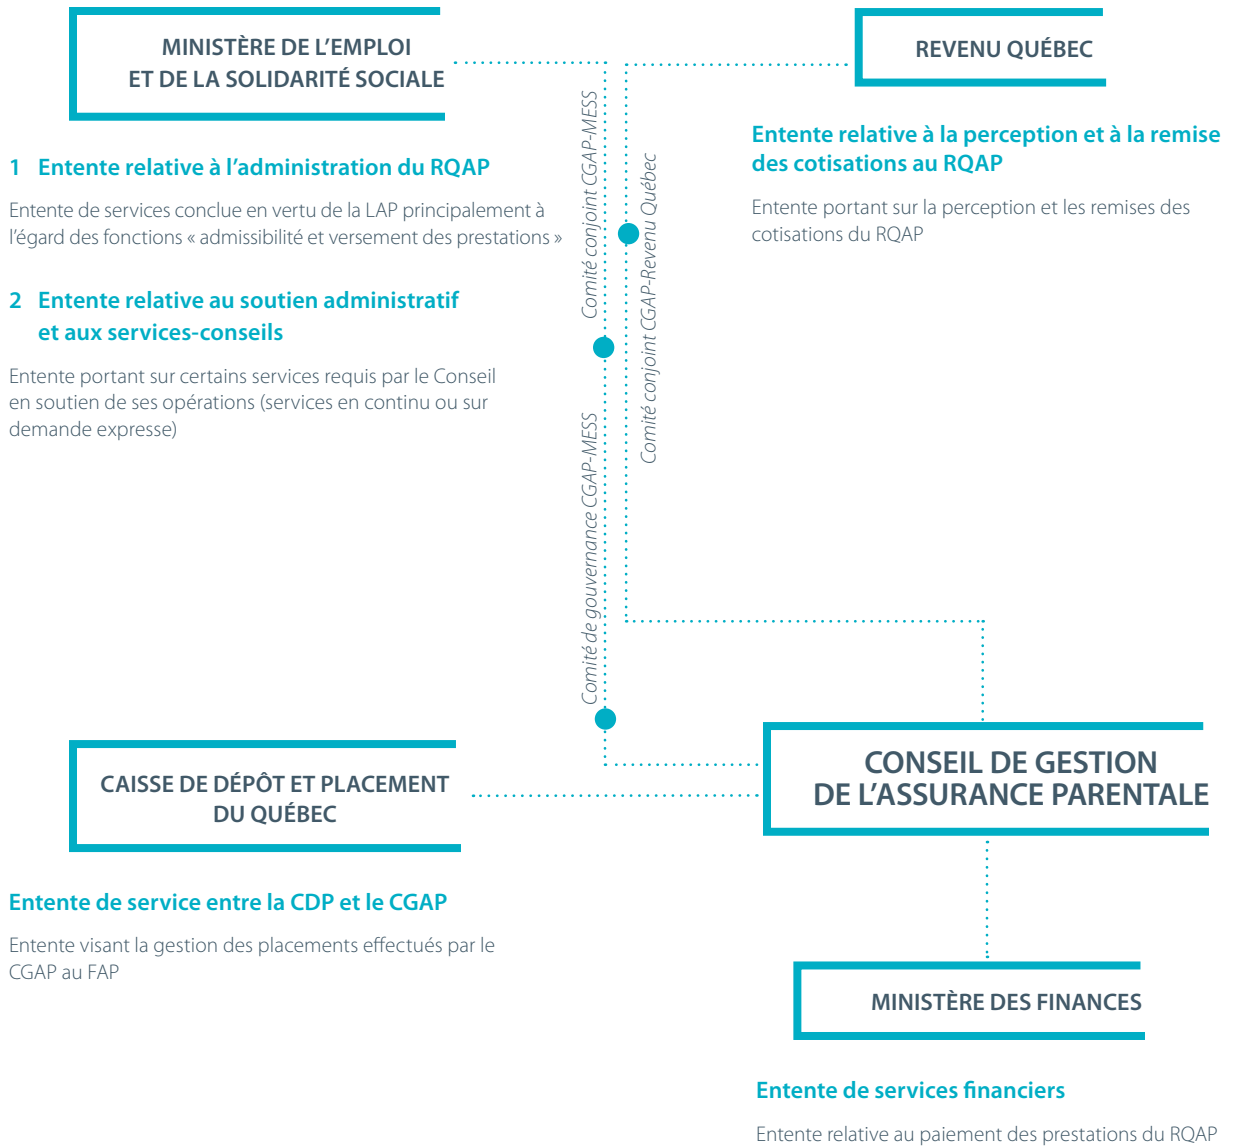 MINISTÈRE DE L'EMPLOI
ET DE LA SOLIDARITÉ SOCIALE
1 Entente relative à l'administration du RQAP
Entente de services conclue en vertu de la LAP principalement à
l'égard des fonctions « admissibilité et versement des prestations »
2 Entente relative au soutien administratif
et aux services-conseils
Entente portant sur certains services requis par le Conseil
en soutien de ses opérations (services en continu ou sur
demande expresse)
Comité conjoint CGAP-MESS
Comité de gouvernance CGAP-MESS
Comité conjoint CGAP-Revenu Québec
REVENU QUÉBEC
Entente relative à la perception et à la remise
des cotisations au RQAP
Entente portant sur la perception et les remises des
cotisations du RQAP
CAISSE DE DÉPÔT ET PLACEMENT
DU QUÉBEC
Entente de service entre la CDP et le CGAP
Entente visant la gestion des placements effectués par le
CGAP au FAP
CONSEIL DE GESTION
DE L'ASSURANCE PARENTALE
MINISTÈRE DES FINANCES
Entente de services financiers
Entente relative au paiement des prestations du RQAP